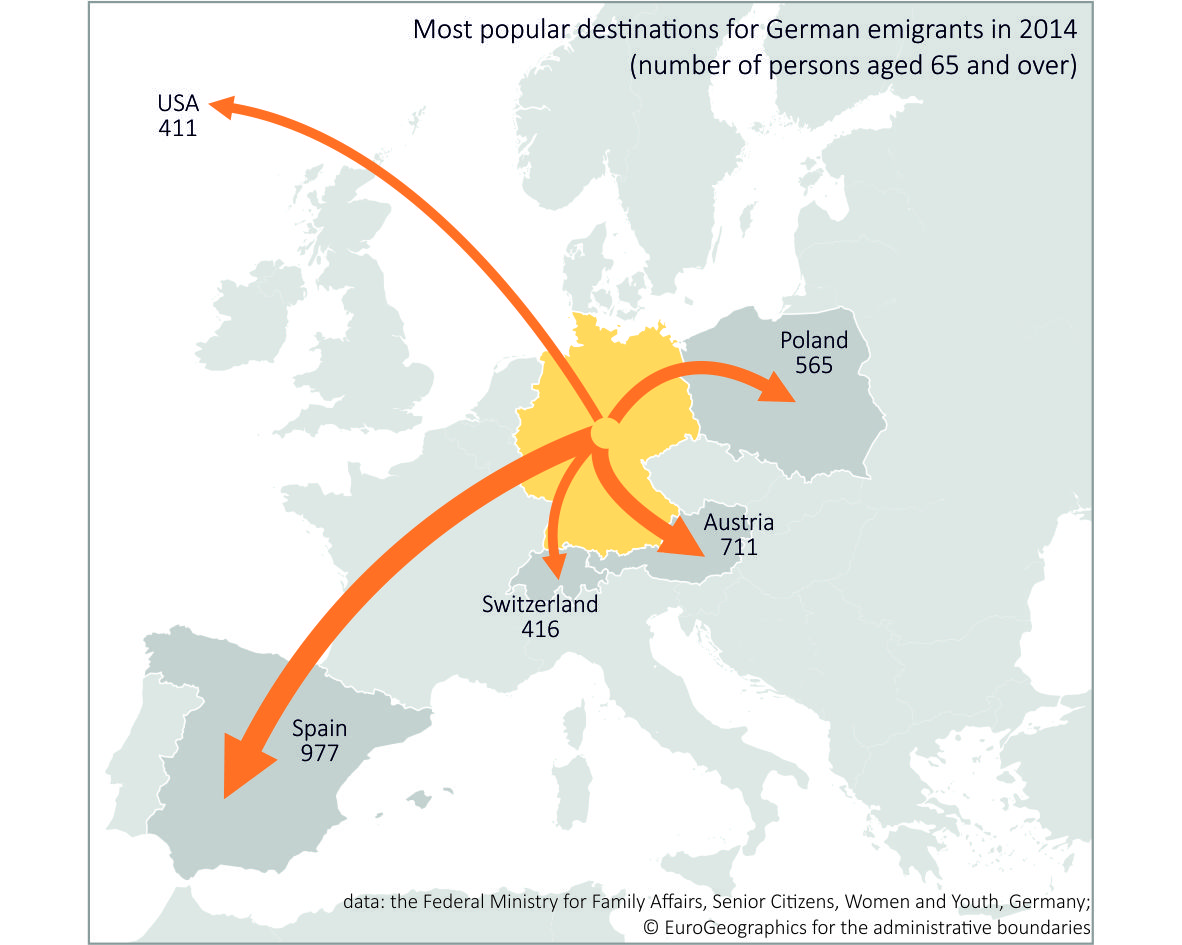 Most popular destinations for German emigrants in 2014
(number of persons aged 65 and over)
USA
411
Poland
565
Austria
711
Switzerland
416
Spain
977
data: the Federal Ministry for Family Affairs, Senior Citizens, Women and Youth, Germany;
© EuroGeographics for the administrative boundaries